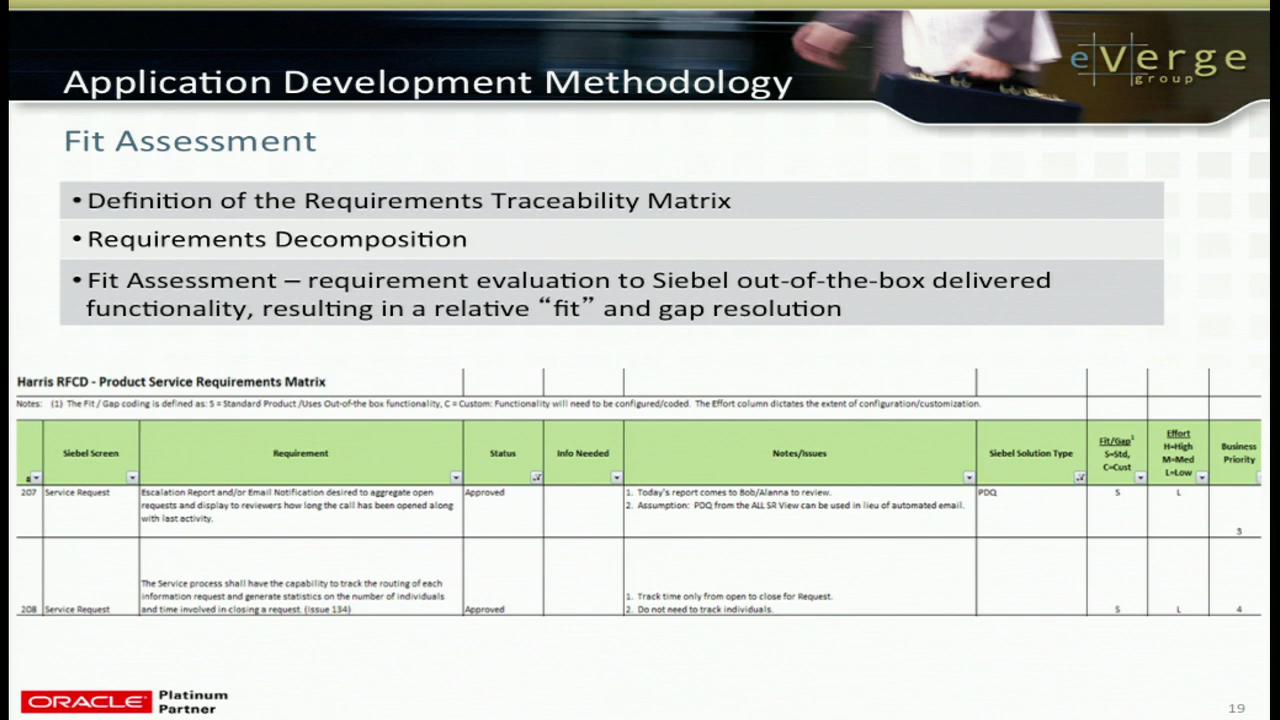 Application Development Methodology
eVerge
group
Fit Assessment
• Definition of the Requirements Traceability Matrix
• Requirements Decomposition
• Fit Assessment – requirement evaluation to Siebel out-of-the-box delivered
functionality, resulting in a relative “fit” and gap resolution
Harris RFCD - Product Service Requirements Matrix
Notes: (1) The Fit / Gap coding is defined as: S = Standard Product /Uses Out-of-the box functionality, C = Custom: Functionality will need to be configured/coded. The Effort column dictates the extent of configuration/customization.
Siebel Screen
Requirement
Status
Info Needed
Notes/Issues
Siebel Solution Type
Fit/Gap¹
S=Std,
C=Cust
Effort
H=High
M=Med
L=Low
Business
Priority
207 Service Request
Escalation Report and/or Email Notification desired to aggregate open
requests and display to reviewers how long the call has been opened along
with last activity.
Approved
1. Today's report comes to Bob/Alanna to review.
2. Assumption: PDQ from the ALL SR View can be used in lieu of automated email.
PDQ
S
L
3
208 Service Request
The Service process shall have the capability to track the routing of each
information request and generate statistics on the number of individuals
and time involved in closing a request. (Issue 134)
Approved
1. Track time only from open to close for Request.
2. Do not need to track individuals.
S
L
4
ORACLE
Platinum
Partner
19